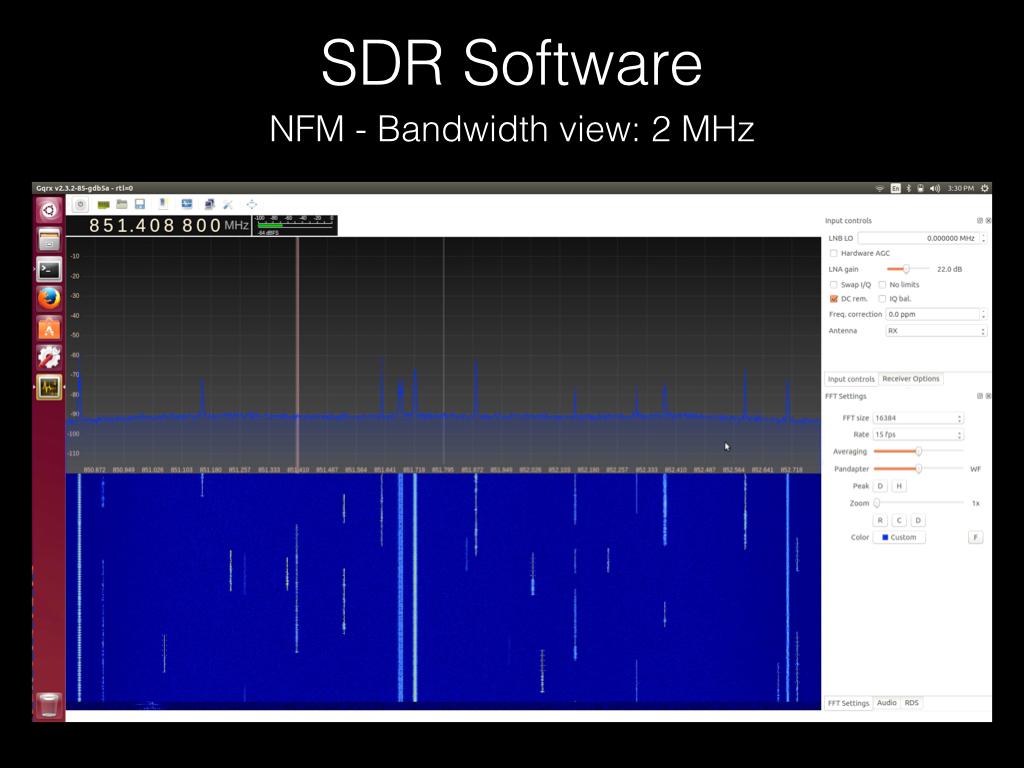 SDR Software
NFM - Bandwidth view: 2 MHz
Gqrx v2.3.2-85-gdb5a - rtl=0
En
3:30 PM
851.408 800 MHz
-100 -80 -60 -40 -20 0
-64 dBFS
-10
-20
-30
-40
-50
-60
-70
-80
-90
-100
-110
850.872 850.949 851.026 851.103 851.180 851.257 851.333 851.410 851.487 851.564 851.641 851.718 851.795 851.872 851.949 852.026 852.103 852.180 852.257 852.333 852.410 852.487 852.564 852.641 852.718
Input controls
LNB LO 0.000000 MHz
Hardware AGC
LNA gain 22.0 dB
Swap I/Q No limits
DC rem. IQ bal.
Freq. correction 0.0 ppm
Antenna RX
Input controls Receiver Options
FFT Settings
FFT size 16384
Rate 15 fps
Averaging
Pandapter WF
Peak D H
Zoom 1x
R C D
Color Custom F
FFT Settings Audio RDS